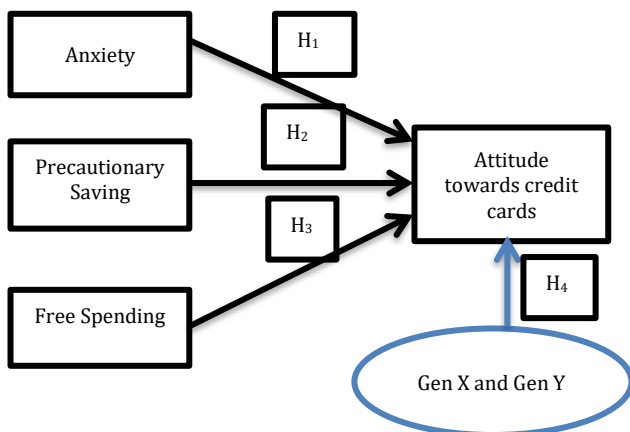 Anxiety
H₁
H₂
Precautionary
Saving
Attitude
towards credit
cards
H₃
Free Spending
H₄
Gen X and Gen Y